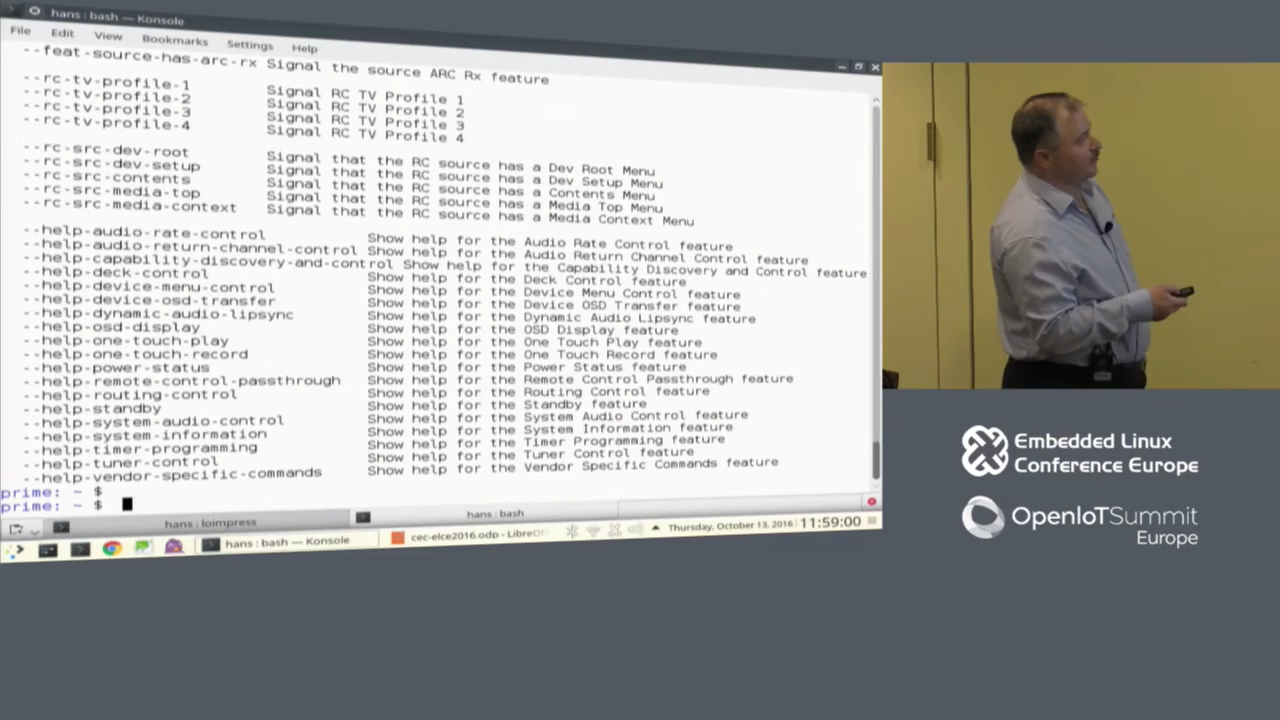 hans : bash — Konsole
File Edit View Bookmarks Settings Help
--feat-source-has-arc-rx Signal the source ARC Rx feature
--rc-tv-profile-1 Signal RC TV Profile 1
--rc-tv-profile-2 Signal RC TV Profile 2
--rc-tv-profile-3 Signal RC TV Profile 3
--rc-tv-profile-4 Signal RC TV Profile 4
--rc-src-dev-root Signal that the RC source has a Dev Root Menu
--rc-src-dev-setup Signal that the RC source has a Dev Setup Menu
--rc-src-contents Signal that the RC source has a Contents Menu
--rc-src-media-top Signal that the RC source has a Media Top Menu
--rc-src-media-context Signal that the RC source has a Media Context Menu
--help-audio-rate-control Show help for the Audio Rate Control feature
--help-audio-return-channel-control Show help for the Audio Return Channel Control feature
--help-capability-discovery-and-control Show help for the Capability Discovery and Control feature
--help-deck-control Show help for the Deck Control feature
--help-device-menu-control Show help for the Device Menu Control feature
--help-device-osd-transfer Show help for the Device OSD Transfer feature
--help-dynamic-audio-lipsync Show help for the Dynamic Audio Lipsync feature
--help-osd-display Show help for the OSD Display feature
--help-one-touch-play Show help for the One Touch Play feature
--help-one-touch-record Show help for the One Touch Record feature
--help-power-status Show help for the Power Status feature
--help-remote-control-passthrough Show help for the Remote Control Passthrough feature
--help-routing-control Show help for the Routing Control feature
--help-standby Show help for the Standby feature
--help-system-audio-control Show help for the System Audio Control feature
--help-system-information Show help for the System Information feature
--help-timer-programming Show help for the Timer Programming feature
--help-tuner-control Show help for the Tuner Control feature
--help-vendor-specific-commands Show help for the Vendor Specific Commands feature
prime: ~ $
prime: ~ $
hans : loimpress hans : bash
hans : bash — Konsole cec-elce2016.odp - LibreOf Thursday, October 13, 2016 11:59:00
Embedded Linux
Conference Europe
OpenIoTSummit
Europe